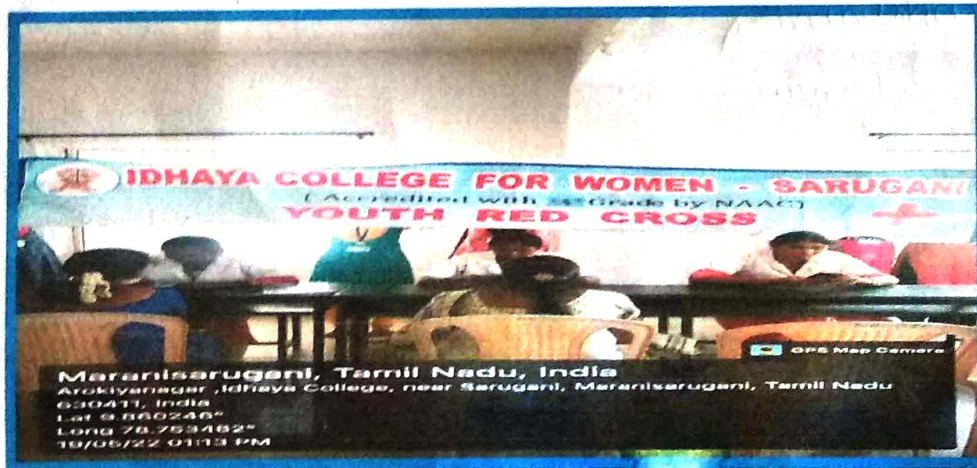 IDHAYA COLLEGE FOR WOMEN - SARUGANI
( Accredited with Grade by NAAC)
YOUTH RED CROSS
GPS Map Camera
Maranisarugani, Tamil Nadu, India
Arokiyanagar ,Idhaya College, near Sarugani, Maranisarugani, Tamil Nadu
630411, India
Lat 9.860246°
Long 78.753482°
19/05/22 01:13 PM